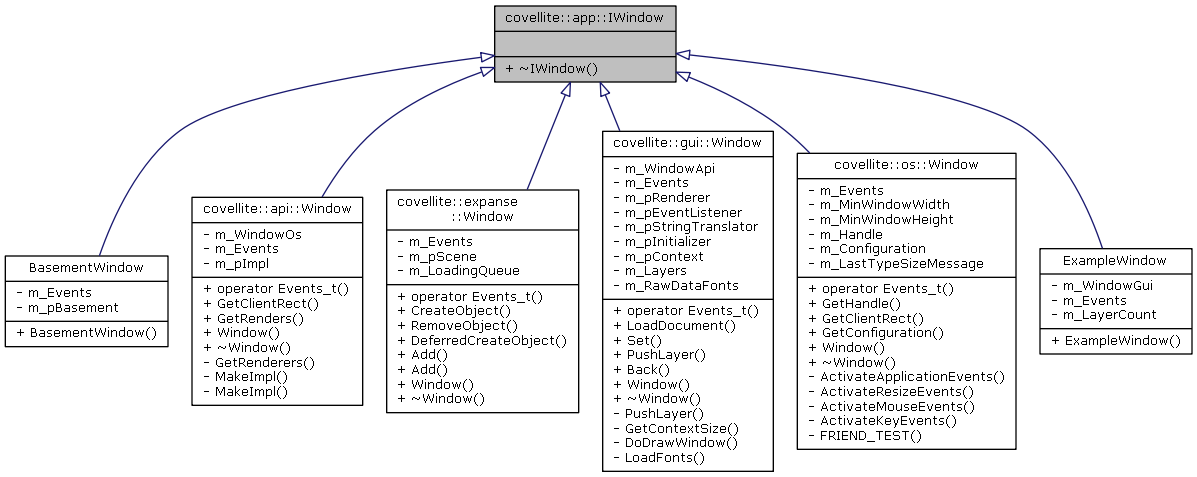 covellite::app::IWindow
+ ~IWindow()
BasementWindow
- m_Events
- m_pBasement
+ BasementWindow()
covellite::api::Window
- m_WindowOs
- m_Events
- m_pImpl
+ operator Events_t()
+ GetClientRect()
+ GetRenders()
+ Window()
+ ~Window()
- GetRenderers()
- MakeImpl()
- MakeImpl()
covellite::expanse
::Window
- m_Events
- m_pScene
- m_LoadingQueue
+ operator Events_t()
+ CreateObject()
+ RemoveObject()
+ DeferredCreateObject()
+ Add()
+ Add()
+ Window()
+ ~Window()
covellite::gui::Window
- m_WindowApi
- m_Events
- m_pRenderer
- m_pEventListener
- m_pStringTranslator
- m_pInitializer
- m_pContext
- m_Layers
- m_RawDataFonts
+ operator Events_t()
+ LoadDocument()
+ Set()
+ PushLayer()
+ Back()
+ Window()
+ ~Window()
- PushLayer()
- GetContextSize()
- DoDrawWindow()
- LoadFonts()
covellite::os::Window
- m_Events
- m_MinWindowWidth
- m_MinWindowHeight
- m_Handle
- m_Configuration
- m_LastTypeSizeMessage
+ operator Events_t()
+ GetHandle()
+ GetClientRect()
+ GetConfiguration()
+ Window()
+ ~Window()
- ActivateApplicationEvents()
- ActivateResizeEvents()
- ActivateMouseEvents()
- ActivateKeyEvents()
- FRIEND_TEST()
ExampleWindow
- m_WindowGui
- m_Events
- m_LayerCount
+ ExampleWindow()